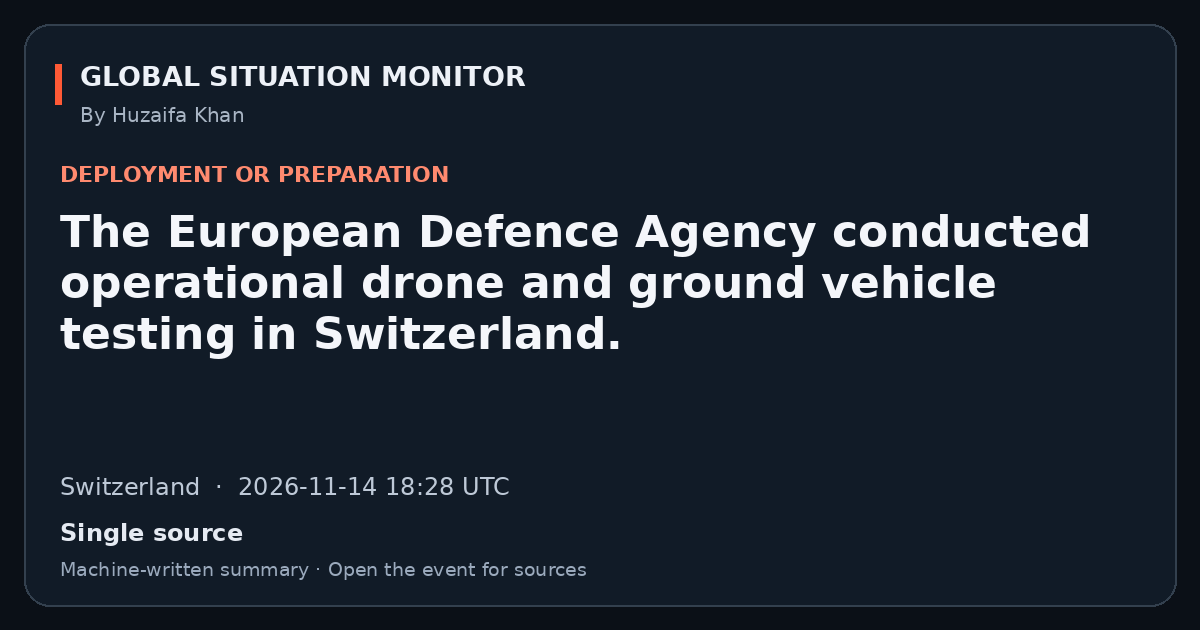 GLOBAL SITUATION MONITOR
By Huzaifa Khan
DEPLOYMENT OR PREPARATION
The European Defence Agency conducted
operational drone and ground vehicle
testing in Switzerland.
Switzerland · 2026-11-14 18:28 UTC
Single source
Machine-written summary · Open the event for sources